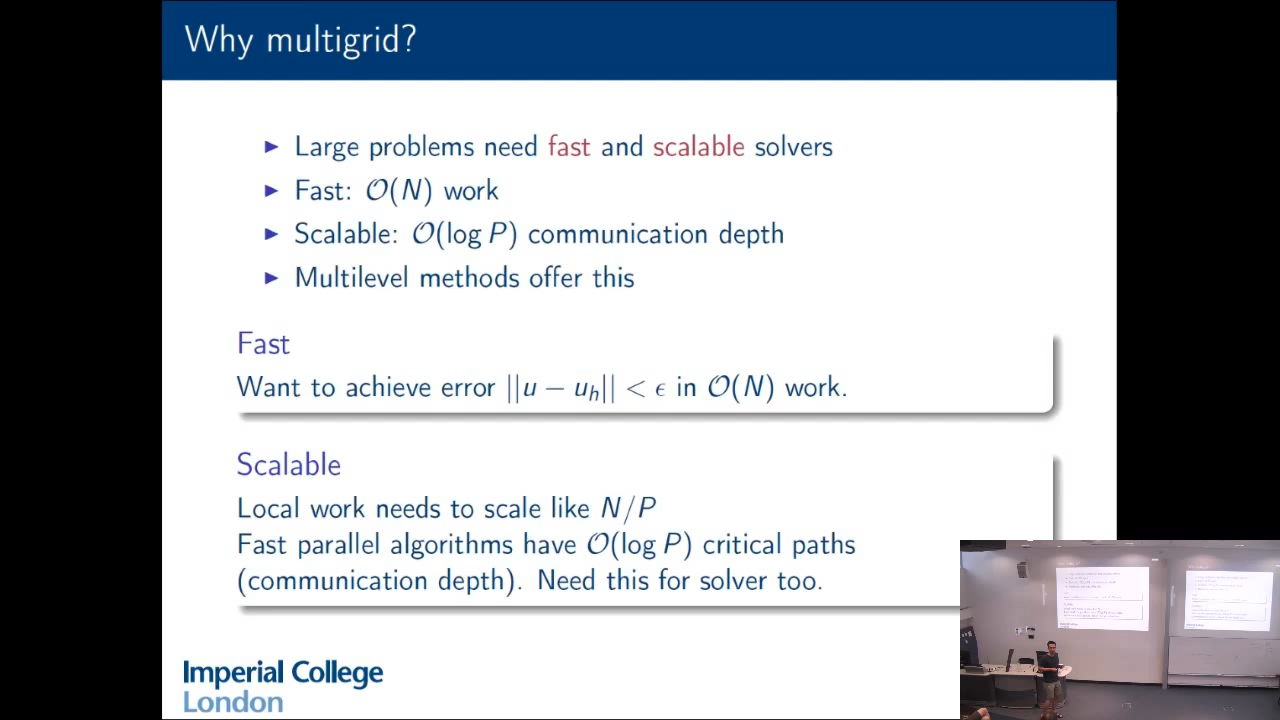 Why multigrid?
▶ Large problems need fast and scalable solvers
▶ Fast: 𝒪(N) work
▶ Scalable: 𝒪(log P) communication depth
▶ Multilevel methods offer this
Fast
Want to achieve error ||u − u_h|| < ϵ in 𝒪(N) work.
Scalable
Local work needs to scale like N/P
Fast parallel algorithms have 𝒪(log P) critical paths
(communication depth). Need this for solver too.
Imperial College
London